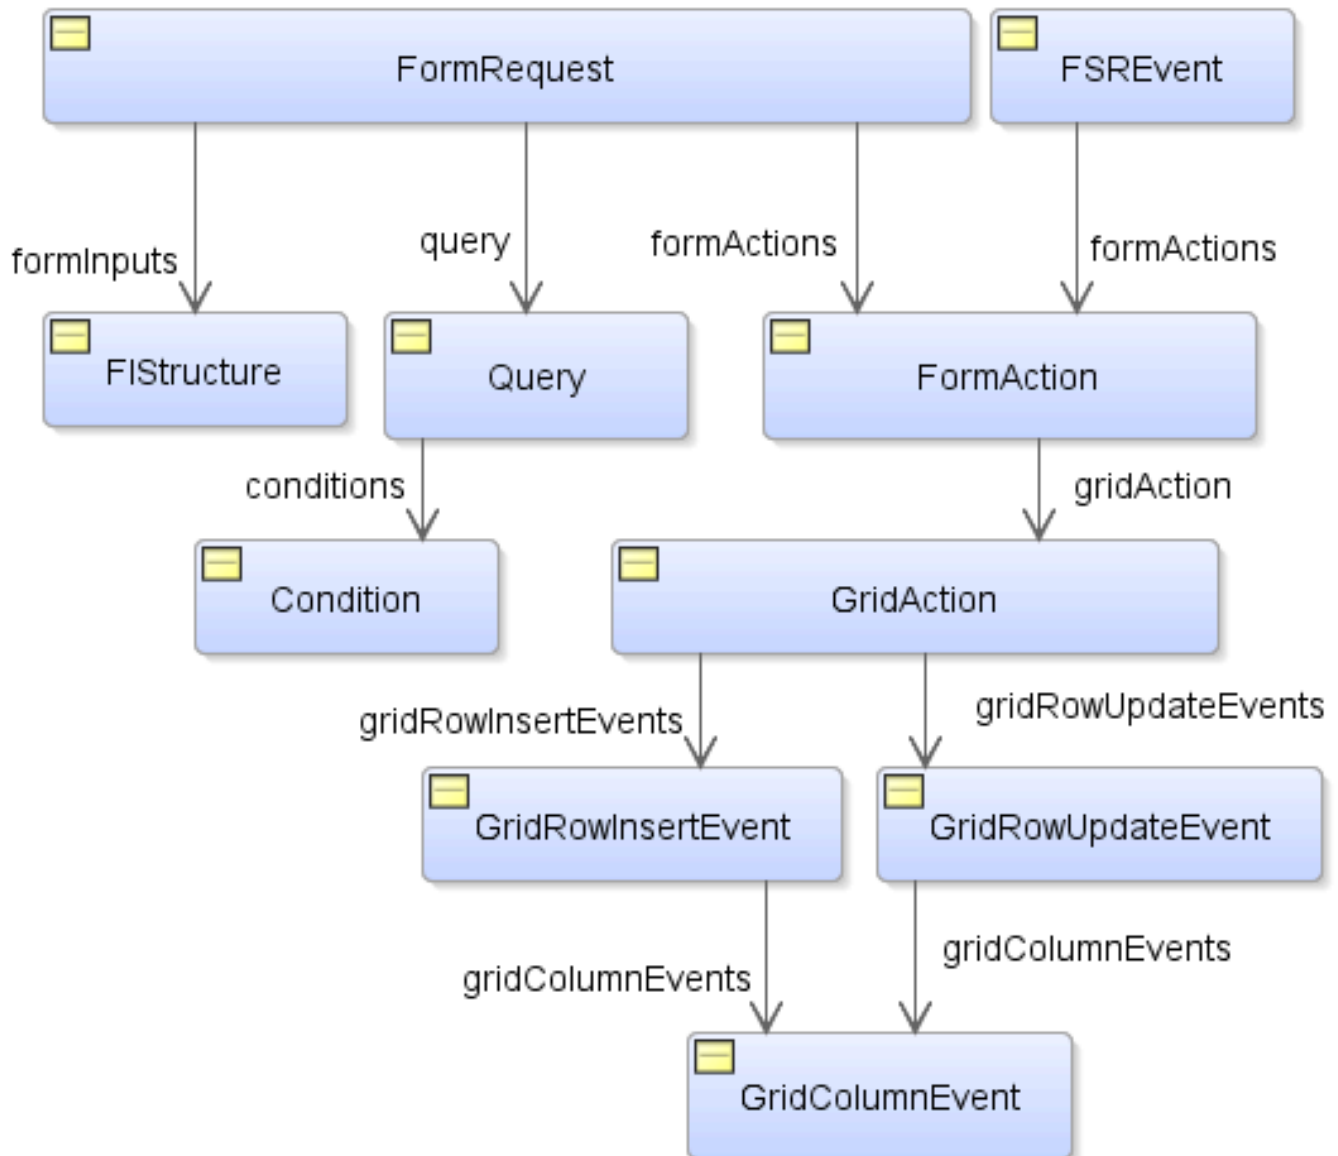 FormRequest
FSREvent
formInputs
query
formActions
formActions
FIStructure
Query
FormAction
conditions
gridAction
Condition
GridAction
gridRowInsertEvents
gridRowUpdateEvents
GridRowInsertEvent
GridRowUpdateEvent
gridColumnEvents
gridColumnEvents
GridColumnEvent